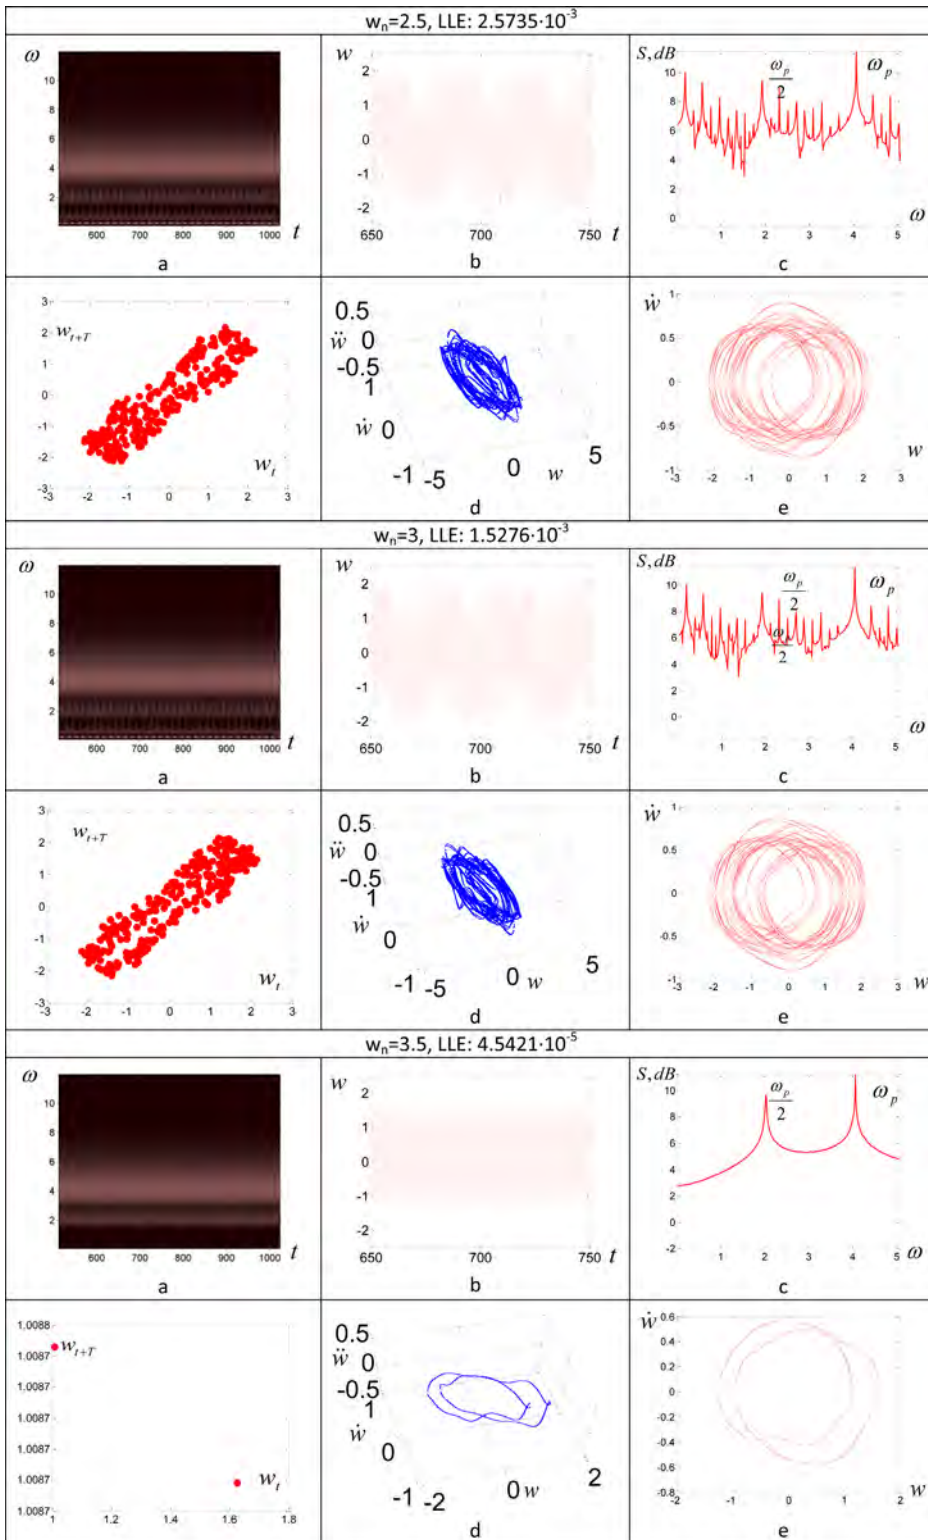 wₙ=2.5, LLE: 2.5735·10⁻³
ω
10
8
6
4
2
600 700 800 900 1000 t
a
w
2
1
0
-1
-2
650 700 750 t
b
S, dB
10
8
6
4
2
0
ω_p/2
ω_p
1 2 3 4 5 ω
c
3
2
1
0
-1
-2
-3
w_{t+T}
w_t
-2 -1 0 1 2 3
0.5
ẅ 0
-0.5
1
ẇ 0
-1 -5 0 w 5
d
ẇ
1
0.5
0
-0.5
-1
-3 -2 -1 0 1 2 3 w
e
wₙ=3, LLE: 1.5276·10⁻³
ω
10
8
6
4
2
600 700 800 900 1000 t
a
w
2
1
0
-1
-2
650 700 750 t
b
S, dB
10
8
6
4
2
0
ω_p/2
ω_p
ω_p/2
1 2 3 4 5 ω
c
3
2
1
0
-1
-2
-3
w_{t+T}
w_t
-2 -1 0 1 2 3
0.5
ẅ 0
-0.5
1
ẇ 0
-1 -5 0 w 5
d
ẇ
1
0.5
0
-0.5
-1
-3 -2 -1 0 1 2 3 w
e
wₙ=3.5, LLE: 4.5421·10⁻⁵
ω
10
8
6
4
2
600 700 800 900 1000 t
a
w
2
1
0
-1
-2
650 700 750 t
b
S, dB
10
8
6
4
2
0
-2
ω_p/2
ω_p
1 2 3 4 5 ω
c
1.0088
1.0087
1.0087
1.0087
1.0087
1.0087
1.0087
w_{t+T}
w_t
1 1.2 1.4 1.6 1.8
0.5
ẅ 0
-0.5
1
ẇ 0
-1 -2 0 w 2
d
ẇ
0.6
0.4
0.2
0
-0.2
-0.4
-0.6
-0.8
-2 -1 0 1 2 w
e